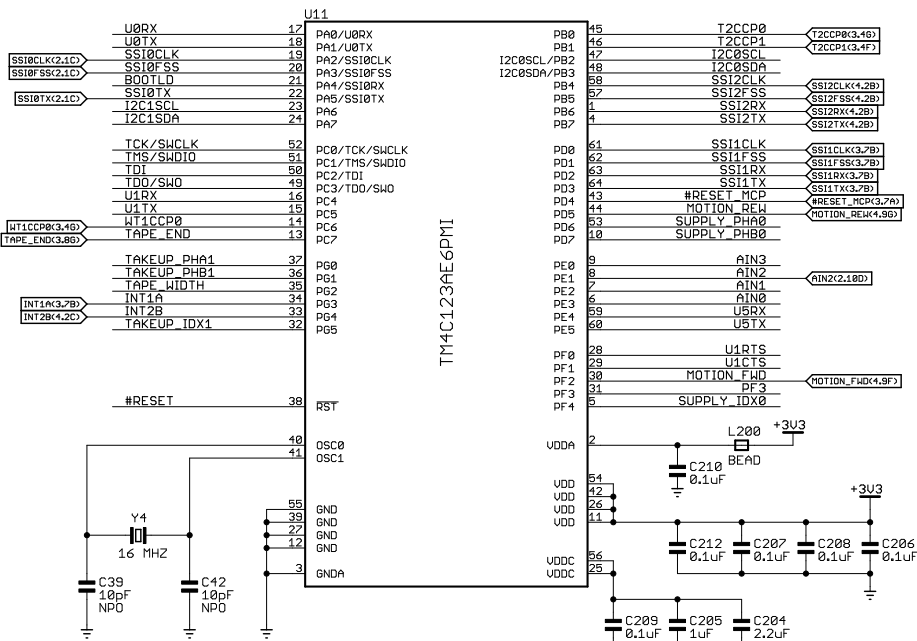 U11
U0RX 17 PA0/U0RX
U0TX 18 PA1/U0TX
SSI0CLK(2.1C) SSI0CLK 19 PA2/SSI0CLK
SSI0FSS(2.1C) SSI0FSS 20 PA3/SSI0FSS
BOOTLD 21 PA4/SSI0RX
SSI0TX(2.1C) SSI0TX 22 PA5/SSI0TX
I2C1SCL 23 PA6
I2C1SDA 24 PA7
TCK/SWCLK 52 PC0/TCK/SWCLK
TMS/SWDIO 51 PC1/TMS/SWDIO
TDI 50 PC2/TDI
TDO/SWO 49 PC3/TDO/SWO
U1RX 16 PC4
U1TX 15 PC5
WT1CCP0(3.4G) WT1CCP0 14 PC6
TAPE_END(3.8G) TAPE_END 13 PC7
TAKEUP_PHA1 37 PG0
TAKEUP_PHB1 36 PG1
TAPE_WIDTH 35 PG2
INT1A(3.7B) INT1A 34 PG3
INT2B(4.2C) INT2B 33 PG4
TAKEUP_IDX1 32 PG5
#RESET 38 RST
40 OSC0
41 OSC1
55 GND
39 GND
27 GND
12 GND
3 GNDA
Y4
16 MHZ
C39
10pF
NPO
C42
10pF
NPO
TM4C123AE6PMI
PB0 45 T2CCP0 T2CCP0(3.4G)
PB1 46 T2CCP1 T2CCP1(3.4F)
I2C0SCL/PB2 47 I2C0SCL
I2C0SDA/PB3 48 I2C0SDA
PB4 58 SSI2CLK SSI2CLK(4.2B)
PB5 57 SSI2FSS SSI2FSS(4.2B)
PB6 1 SSI2RX SSI2RX(4.2B)
PB7 4 SSI2TX SSI2TX(4.2B)
PD0 61 SSI1CLK SSI1CLK(3.7B)
PD1 62 SSI1FSS SSI1FSS(3.7B)
PD2 63 SSI1RX SSI1RX(3.7B)
PD3 64 SSI1TX SSI1TX(3.7B)
PD4 43 #RESET_MCP #RESET_MCP(3.7A)
PD5 44 MOTION_REW MOTION_REW(4.9G)
PD6 53 SUPPLY_PHA0
PD7 10 SUPPLY_PHB0
PE0 9 AIN3
PE1 8 AIN2 AIN2(2.10D)
PE2 7 AIN1
PE3 6 AIN0
PE4 59 U5RX
PE5 60 U5TX
PF0 28 U1RTS
PF1 29 U1CTS
PF2 30 MOTION_FWD MOTION_FWD(4.9F)
PF3 31 PF3
PF4 5 SUPPLY_IDX0
VDDA 2
L200
BEAD
+3V3
C210
0.1uF
VDD 54
VDD 42
VDD 26
VDD 11
+3V3
C212
0.1uF
C207
0.1uF
C208
0.1uF
C206
0.1uF
VDDC 56
VDDC 25
C209
0.1uF
C205
1uF
C204
2.2uF